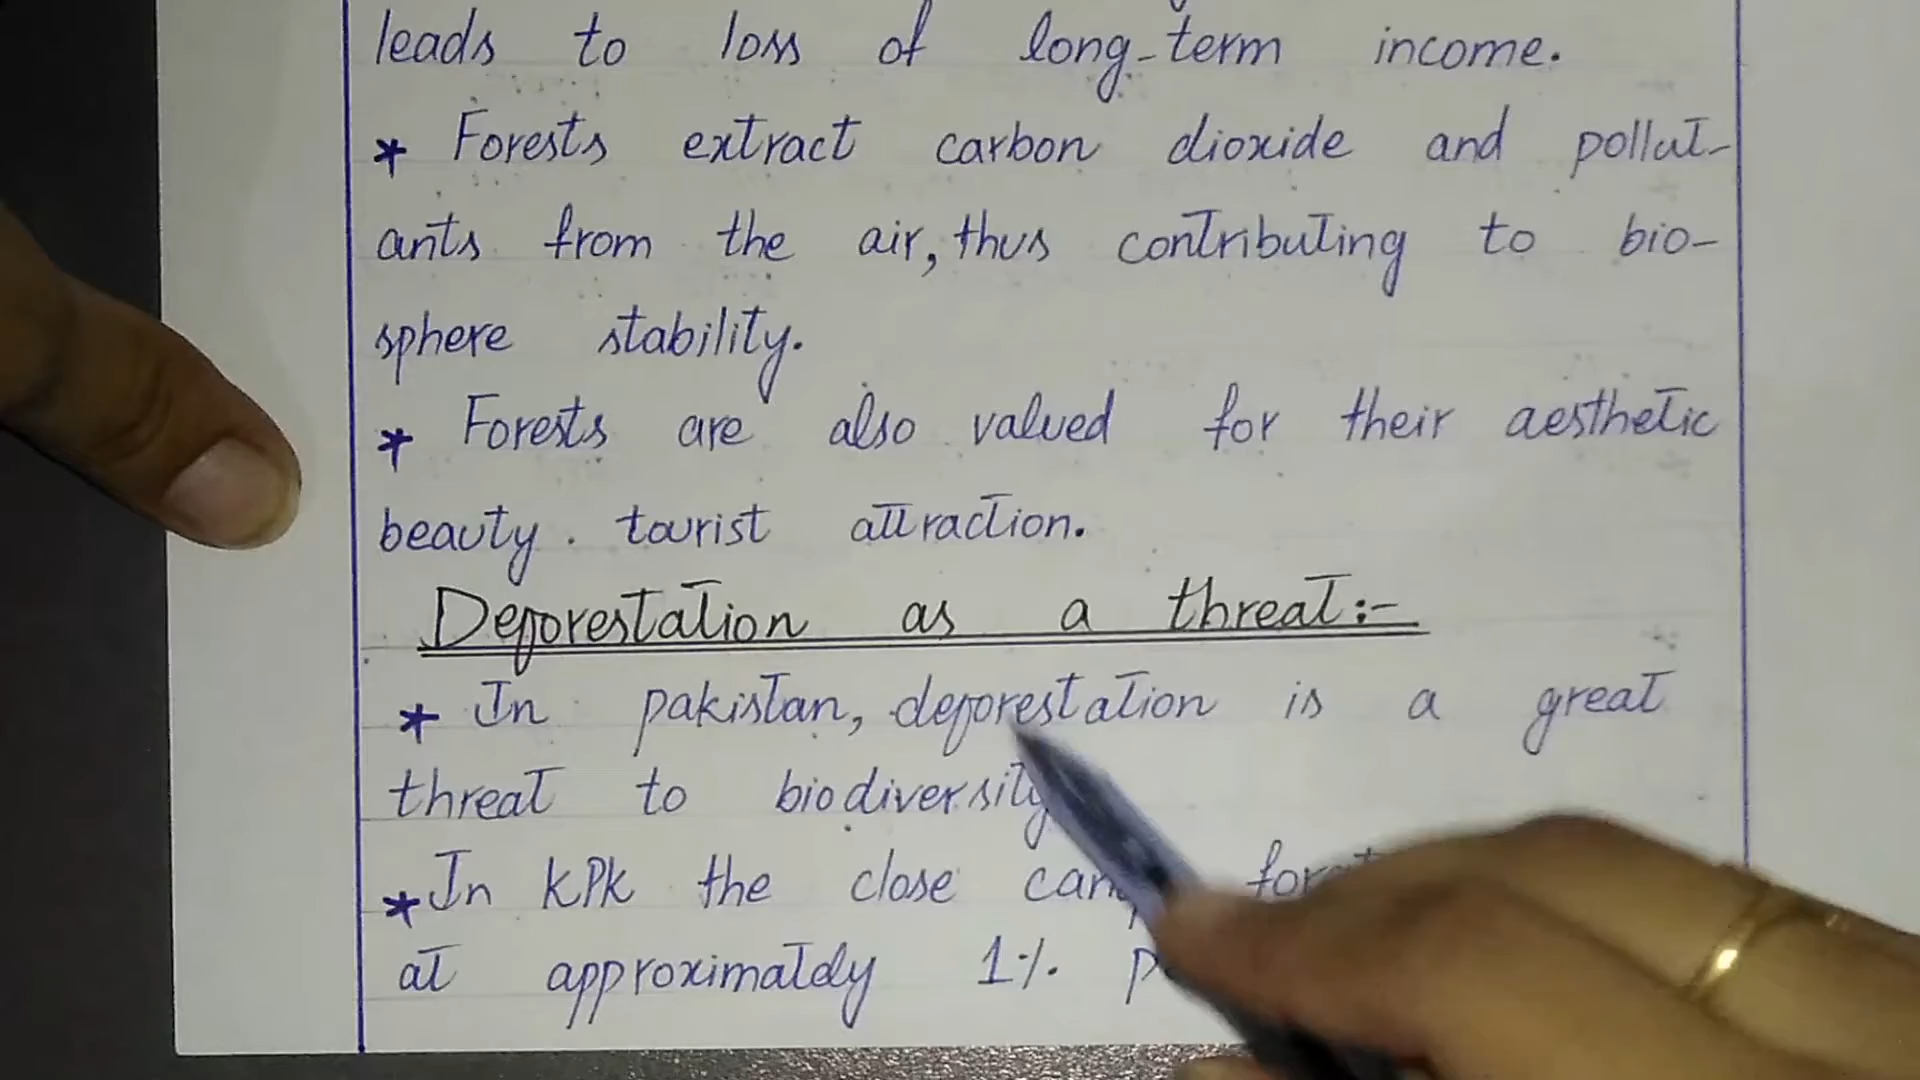 leads to loss of long-term income.
* Forests extract carbon dioxide and pollut-
ants from the air, thus contributing to bio-
sphere stability.
* Forests are also valued for their aesthetic
beauty. tourist attraction.
Deforestation as a threat:-
* In pakistan, deforestation is a great
threat to biodiversity
* In KPK the close
at approximatdy 1%